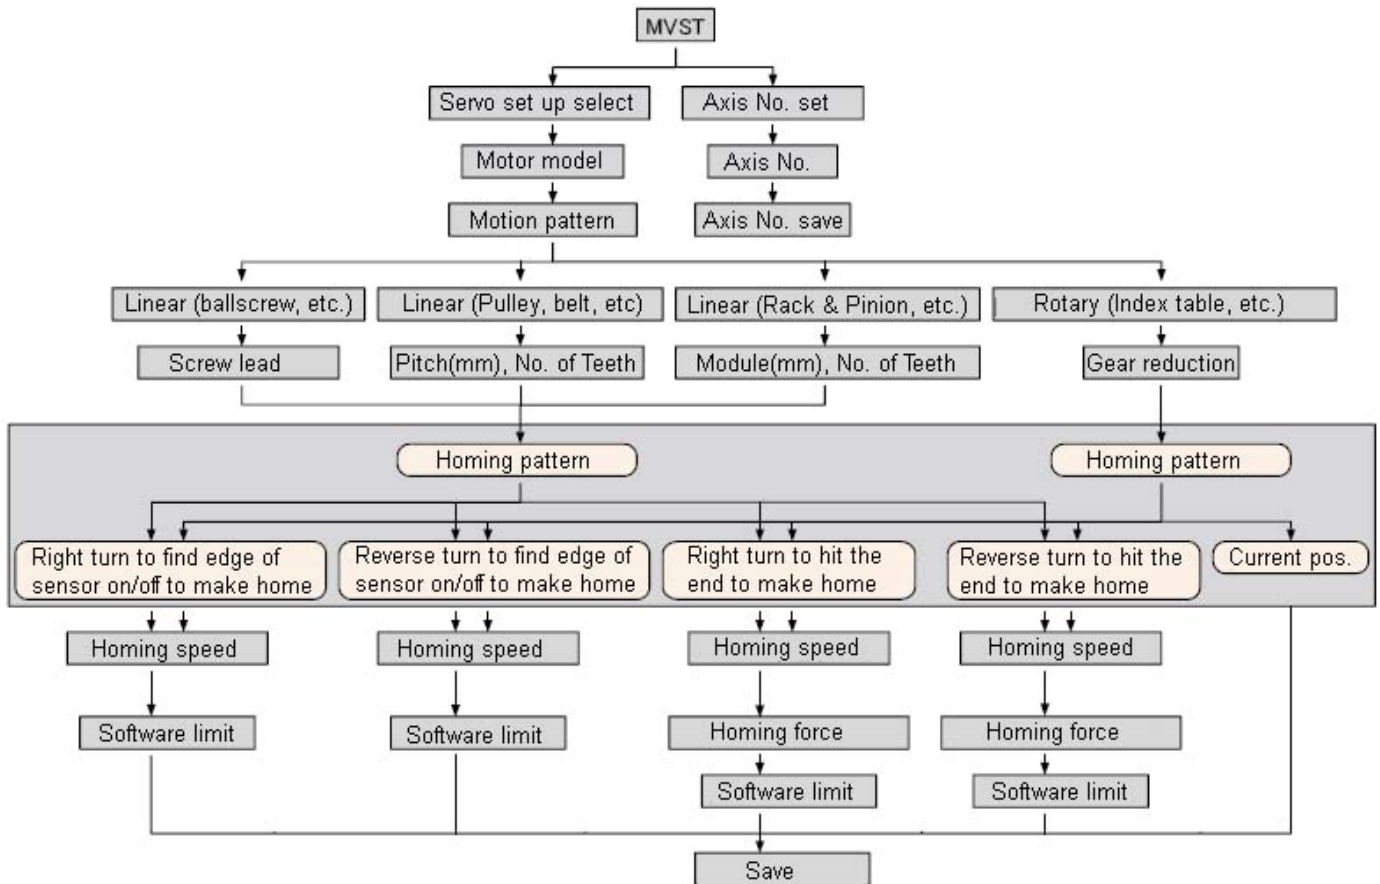 MVST
Servo set up select
Axis No. set
Motor model
Axis No.
Motion pattern
Axis No. save
Linear (ballscrew, etc.)
Linear (Pulley, belt, etc)
Linear (Rack & Pinion, etc.)
Rotary (Index table, etc.)
Screw lead
Pitch(mm), No. of Teeth
Module(mm), No. of Teeth
Gear reduction
Homing pattern
Homing pattern
Right turn to find edge of
sensor on/off to make home
Reverse turn to find edge of
sensor on/off to make home
Right turn to hit the
end to make home
Reverse turn to hit the
end to make home
Current pos.
Homing speed
Homing speed
Homing speed
Homing speed
Software limit
Software limit
Homing force
Homing force
Software limit
Software limit
Save